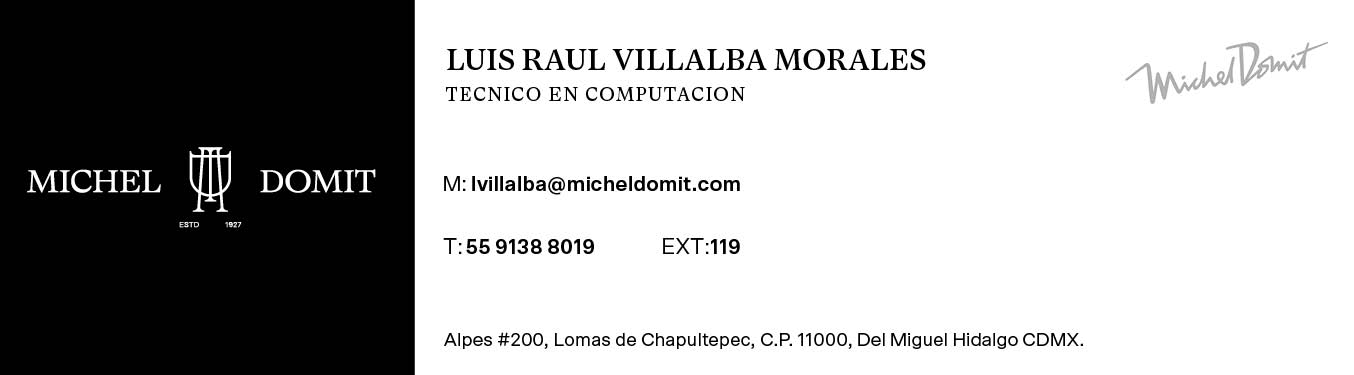 MICHEL DOMIT
ESTD 1927
LUIS RAUL VILLALBA MORALES
TECNICO EN COMPUTACION
Michel Domit
M: lvillalba@micheldomit.com
T: 55 9138 8019 EXT:119
Alpes #200, Lomas de Chapultepec, C.P. 11000, Del Miguel Hidalgo CDMX.